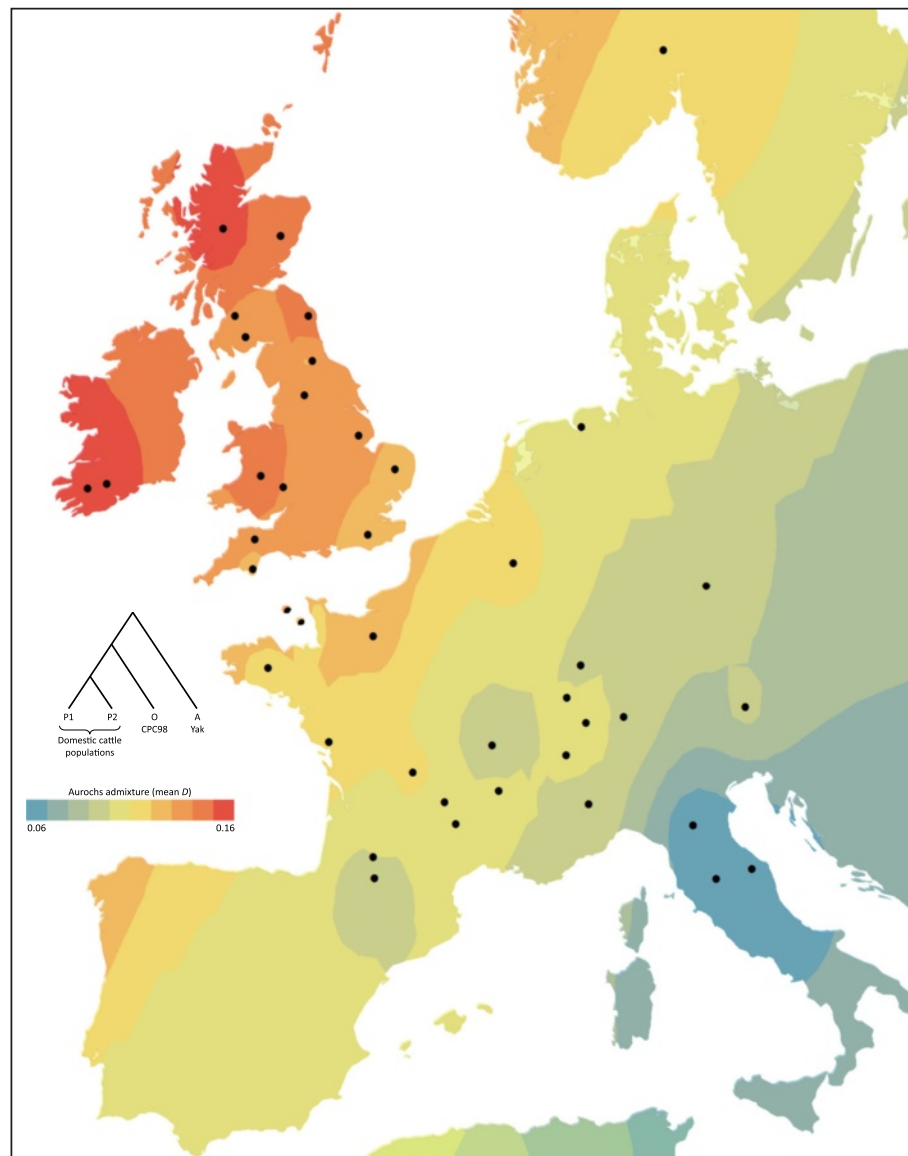 P1 P2 O A
CPC98 Yak
Domestic cattle
populations
Aurochs admixture (mean D)
0.06 0.16